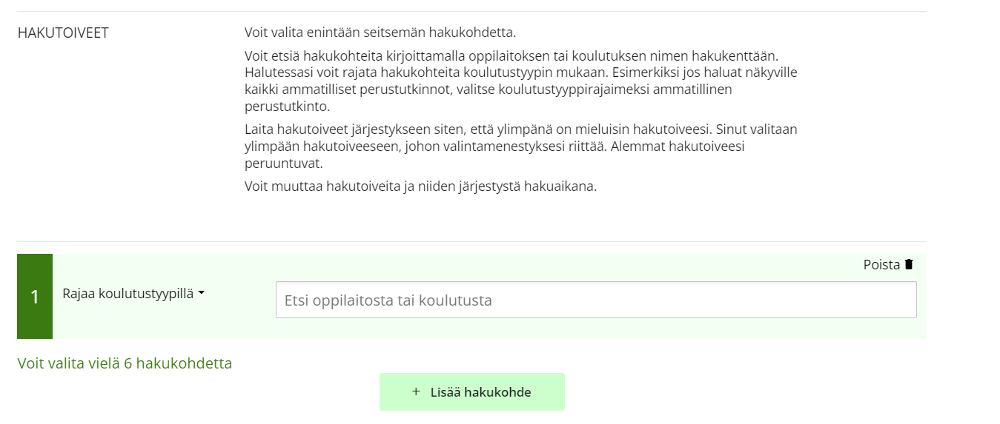 HAKUTOIVEET
Voit valita enintään seitsemän hakukohdetta.
Voit etsiä hakukohteita kirjoittamalla oppilaitoksen tai koulutuksen nimen hakukenttään.
Halutessasi voit rajata hakukohteita koulutustyypin mukaan. Esimerkiksi jos haluat näkyville
kaikki ammatilliset perustutkinnot, valitse koulutustyyppirajaimeksi ammatillinen
perustutkinto.
Laita hakutoiveet järjestykseen siten, että ylimpänä on mieluisin hakutoiveesi. Sinut valitaan
ylimpään hakutoiveeseen, johon valintamenestyksesi riittää. Alemmat hakutoiveesi
peruuntuvat.
Voit muuttaa hakutoiveita ja niiden järjestystä hakuaikana.
Poista
1
Rajaa koulutustyypillä
Etsi oppilaitosta tai koulutusta
Voit valita vielä 6 hakukohdetta
+ Lisää hakukohde